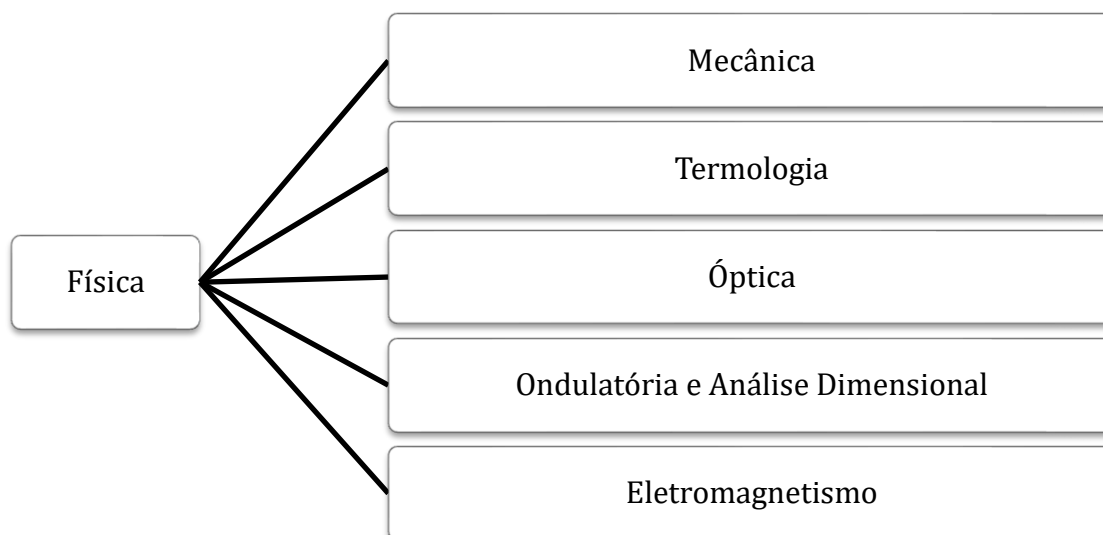 Mecânica
Termologia
Física
Óptica
Ondulatória e Análise Dimensional
Eletromagnetismo